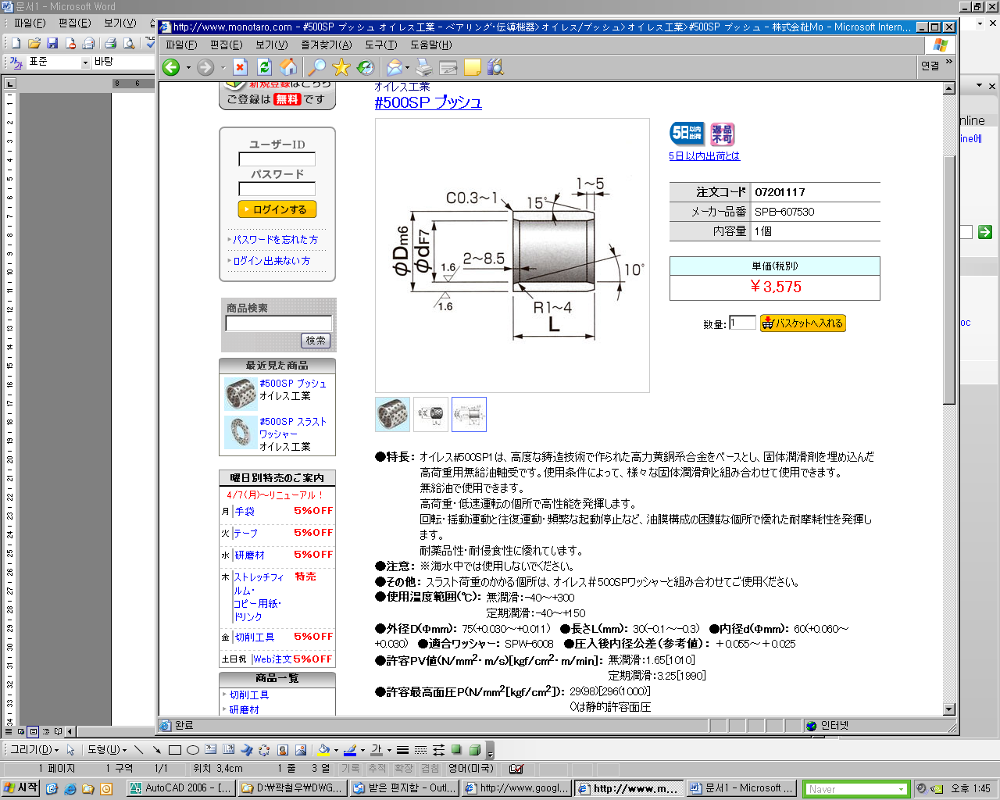 문서1 - Microsoft Word
파일(F) 편집(E) 보기(V)
표준 바탕
8 6
http://www.monotaro.com - #500SP ブッシュ オイレス工業 - ベアリング・伝導機器>オイレス/ブッシュ>オイレス工業>#500SP ブッシュ - 株式会社Mo - Microsoft Intern...
파일(F) 편집(E) 보기(V) 즐겨찾기(A) 도구(T) 도움말(H)
연결 »
新規登録はこちら
ご登録は 無料 です
ユーザーID
パスワード
ログインする
パスワードを忘れた方
ログイン出来ない方
商品検索
検索
最近見た商品
#500SP ブッシュ
オイレス工業
#500SP スラスト
ワッシャー
オイレス工業
曜日別特売のご案内
4/7(月)～リニューアル！
月 手袋 5%OFF
火 テープ 5%OFF
水 研磨材 5%OFF
木 ストレッチフィ 特売
ルム・
コピー用紙・
ドリンク
金 切削工具 5%OFF
土日祝 Web注文 5%OFF
商品一覧
切削工具
研磨材
オイレス工業
#500SP ブッシュ
1～5
C0.3～1
15°
φDm6
φdF7
2～8.5
1.6
1.6
10°
R1～4
L
5日以内出荷 返品不可
5日以内出荷とは
注文コード 07201117
メーカー品番 SPB-607530
内容量 1個
単価(税別)
￥3,575
数量: 1 バスケットへ入れる
●特長: オイレス#500SP1は、高度な鋳造技術で作られた高力黄銅系合金をベースとし、固体潤滑剤を埋め込んだ
高荷重用無給油軸受です。使用条件によって、様々な固体潤滑剤と組み合わせて使用できます。
無給油で使用できます。
高荷重・低速運転の個所で高性能を発揮します。
回転・揺動運動と往復運動・頻繁な起動停止など、油膜構成の困難な個所で優れた耐摩耗性を発揮し
ます。
耐薬品性・耐侵食性に優れています。
●注意: ※海水中では使用しないでください。
●その他: スラスト荷重のかかる個所は、オイレス＃500SPワッシャーと組み合わせてご使用ください。
●使用温度範囲(℃): 無潤滑:-40～+300
定期潤滑:-40～+150
●外径D(Φmm): 75(+0.030～+0.011) ●長さL(mm): 30(-0.1～-0.3) ●内径d(Φmm): 60(+0.060～
+0.030) ●適合ワッシャー: SPW-6008 ●圧入後内径公差(参考値): ＋0.055～＋0.025
●許容PV値(N/mm²・m/s)[kgf/cm²・m/min]: 無潤滑:1.65[1010]
定期潤滑:3.25[1990]
●許容最高面圧P(N/mm²[kgf/cm²]): 29(98)[296(1000)]
()は静的許容面圧
완료 인터넷
nline
ine에
oc
그리기(D) 도형(U)
1 페이지 1 구역 1/1 위치 3.4cm 1 줄 3 열 기록 추적 확장 겹침 영어(미국)
시작 AutoCAD 2006 - [... D:₩곽철우₩DWG... 받은 편지함 - Outl... http://www.googl... http://www.m... 문서1 - Microsoft ... Naver 오후 1:45